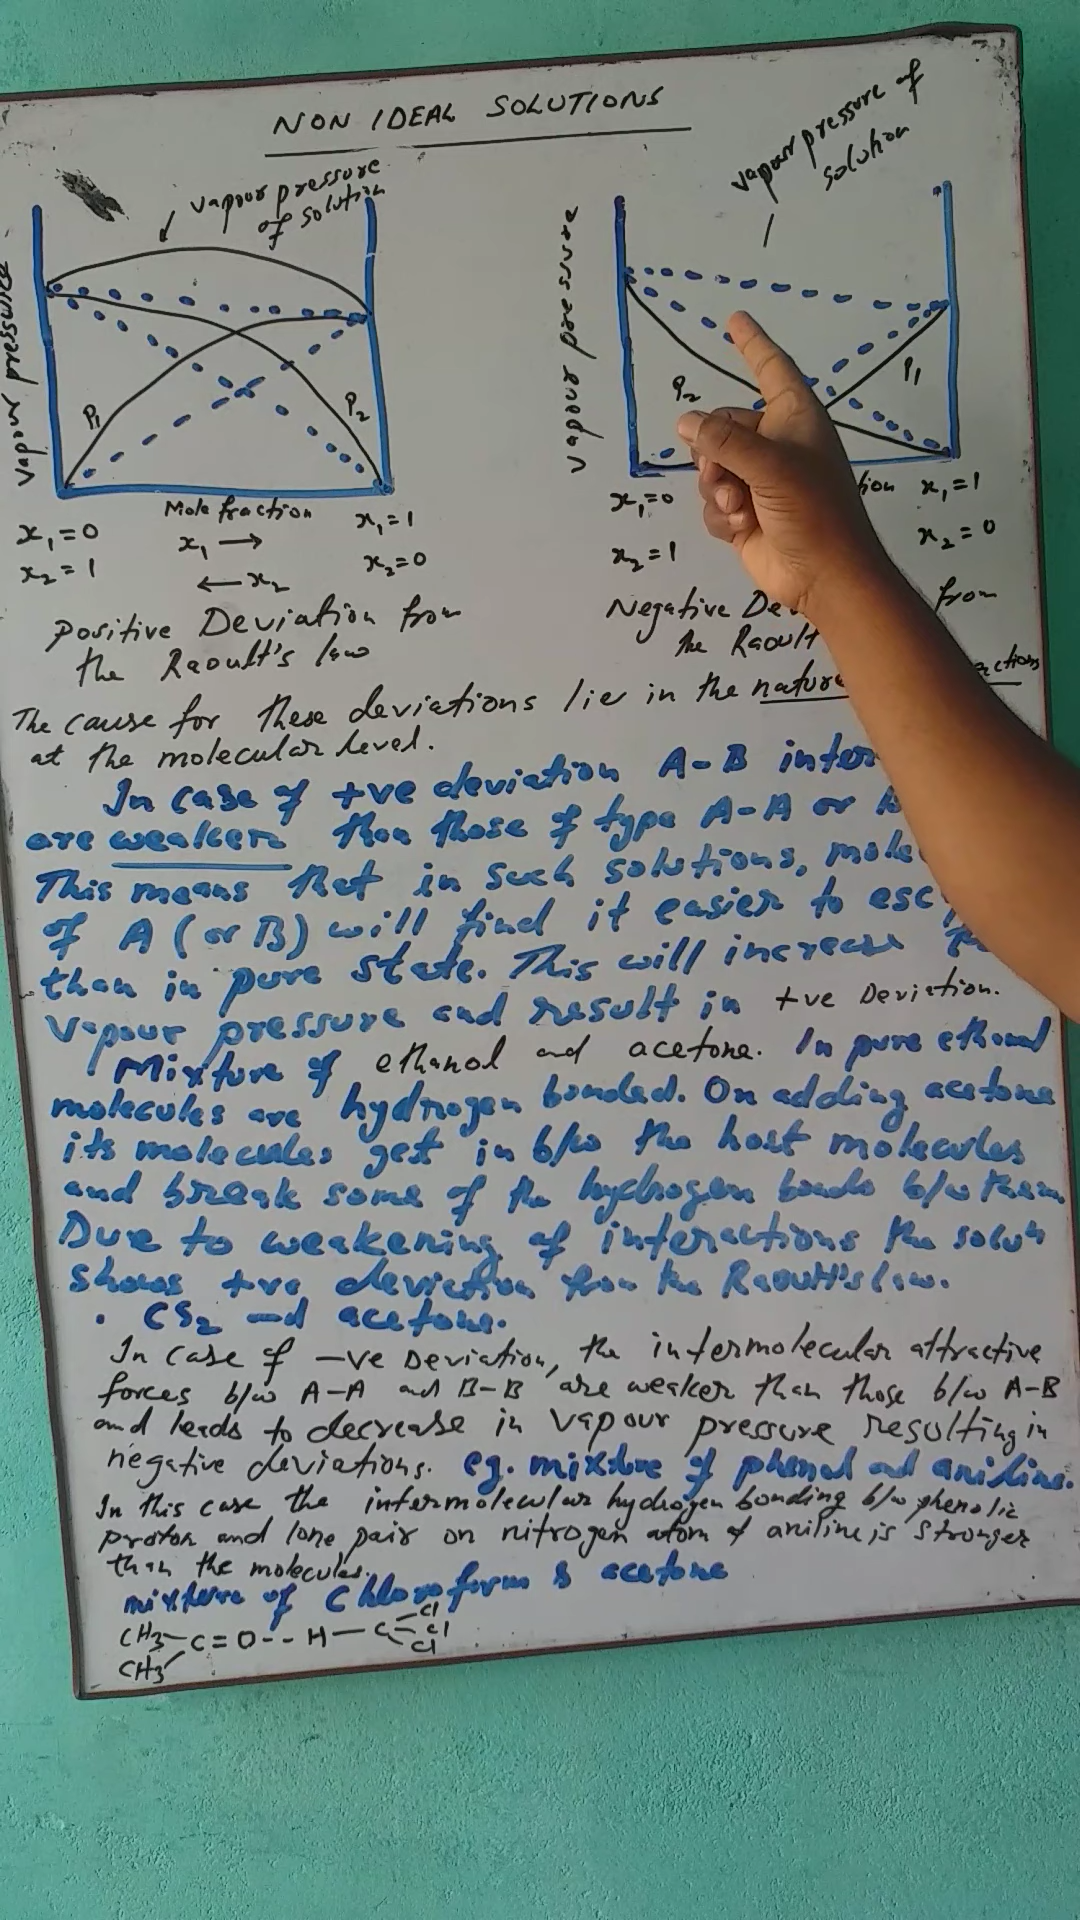 NON IDEAL SOLUTIONS
vapour pressure
of solution
vapour pressure of
solution
vapour pressure
P1
P2
vapour pressure
P2
P1
Mole fraction
x1=0
x1=1
x1 →
x2=1
x2=0
← x2
x1=0
x1=1
x2=1
x2=0
Positive Deviation from
the Raoult's law
Negative from
the Raoult
The cause for these deviations lie in the nature
at the molecular level.
In case of +ve deviation A-B
are weaker than those of type A-A or
This means that in such solutions,
of A (or B) will find it easier to
than in pure state. This will increase
vapour pressure and result in +ve Deviation.
Mixture of ethanol and acetone. In pure ethanol
molecules are hydrogen bonded. On adding acetone
its molecules get in b/w the host molecules
and break some of the hydrogen bonds b/w them
Due to weakening of interactions the solun
shows +ve deviation from the Raoult's law.
. CS2 and acetone.
In case of -ve Deviation, the intermolecular attractive
forces b/w A-A and B-B are weaker than those b/w A-B
and leads to decrease in vapour pressure resulting in
negative deviations. eg. mixture of phenol and aniline.
In this case the intermolecular hydrogen bonding b/w phenolic
proton and lone pair on nitrogen atom of aniline is stronger
than the molecules.
mixture of Chloroform & acetone
CH3
C=O--H—C
Cl
Cl
Cl
CH3